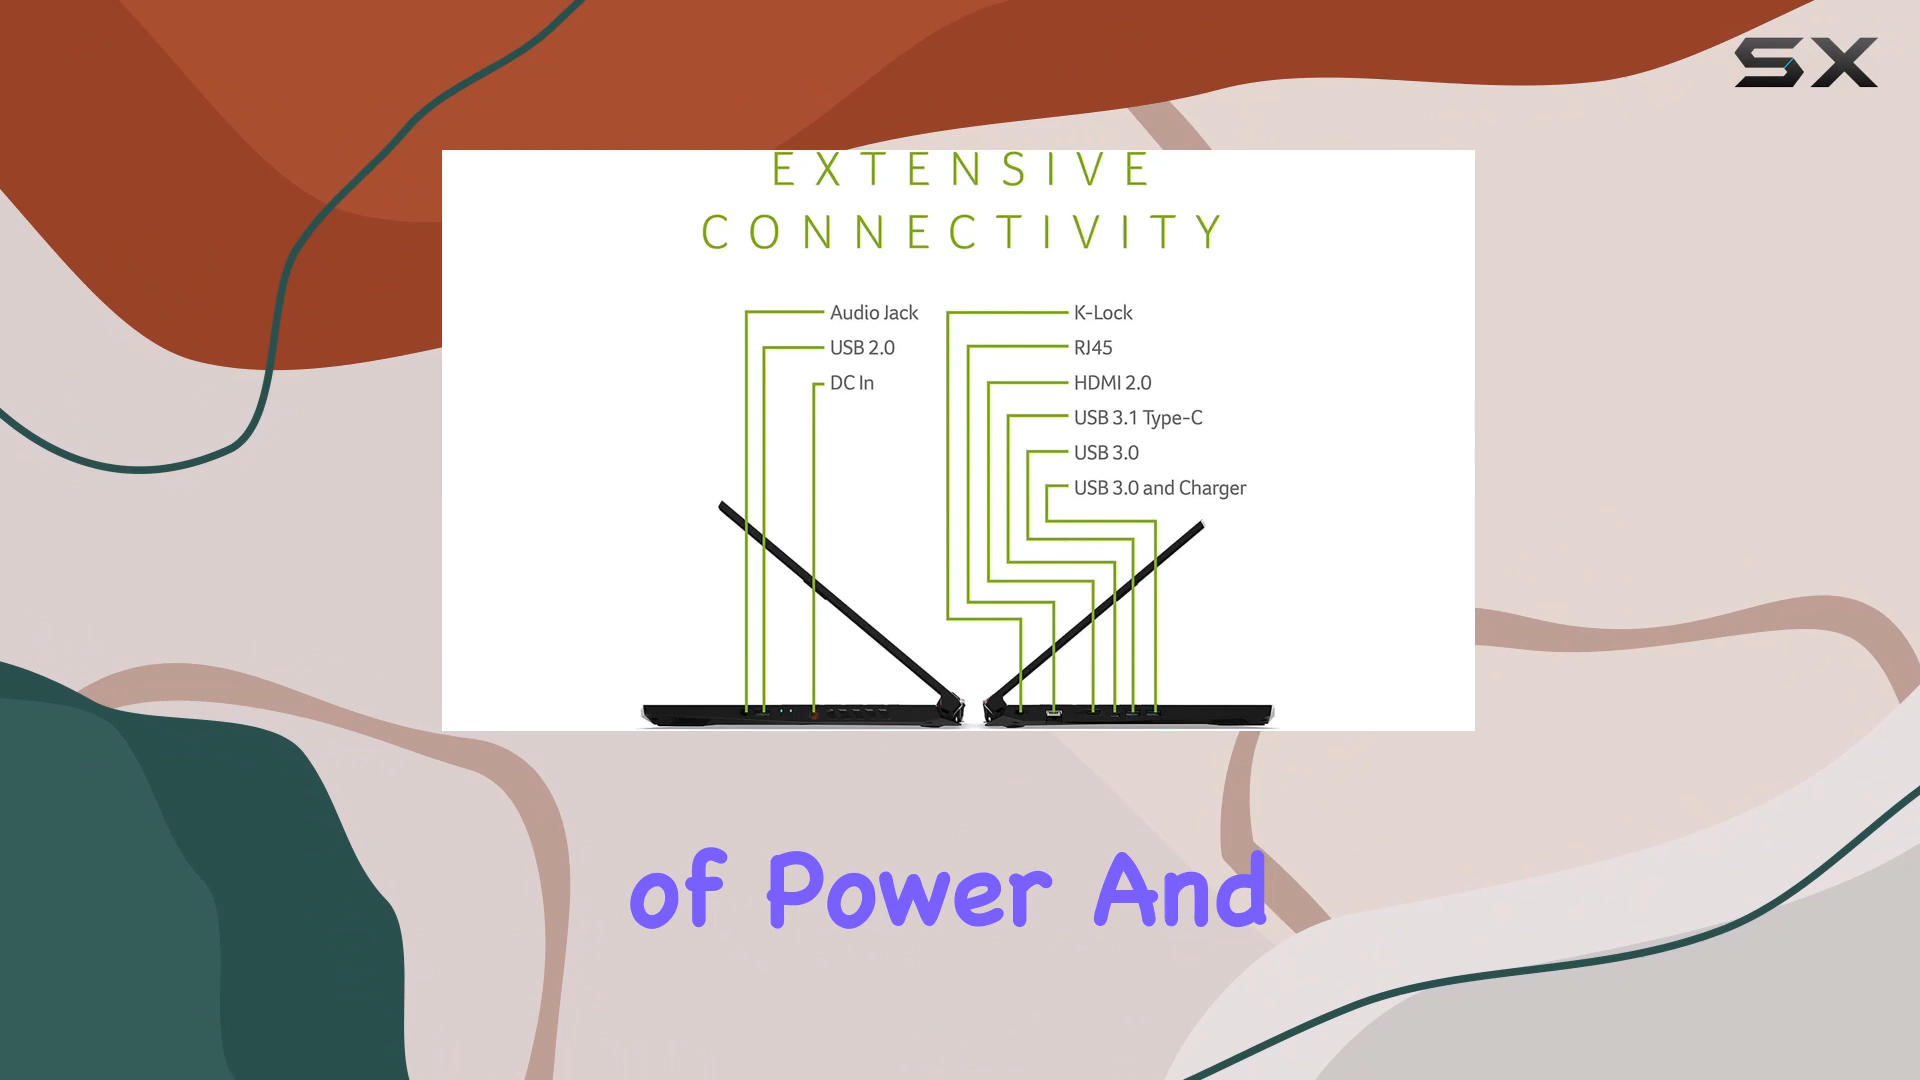 SX
EXTENSIVE
CONNECTIVITY
Audio Jack
USB 2.0
DC In
K-Lock
RJ45
HDMI 2.0
USB 3.1 Type-C
USB 3.0
USB 3.0 and Charger
of Power And